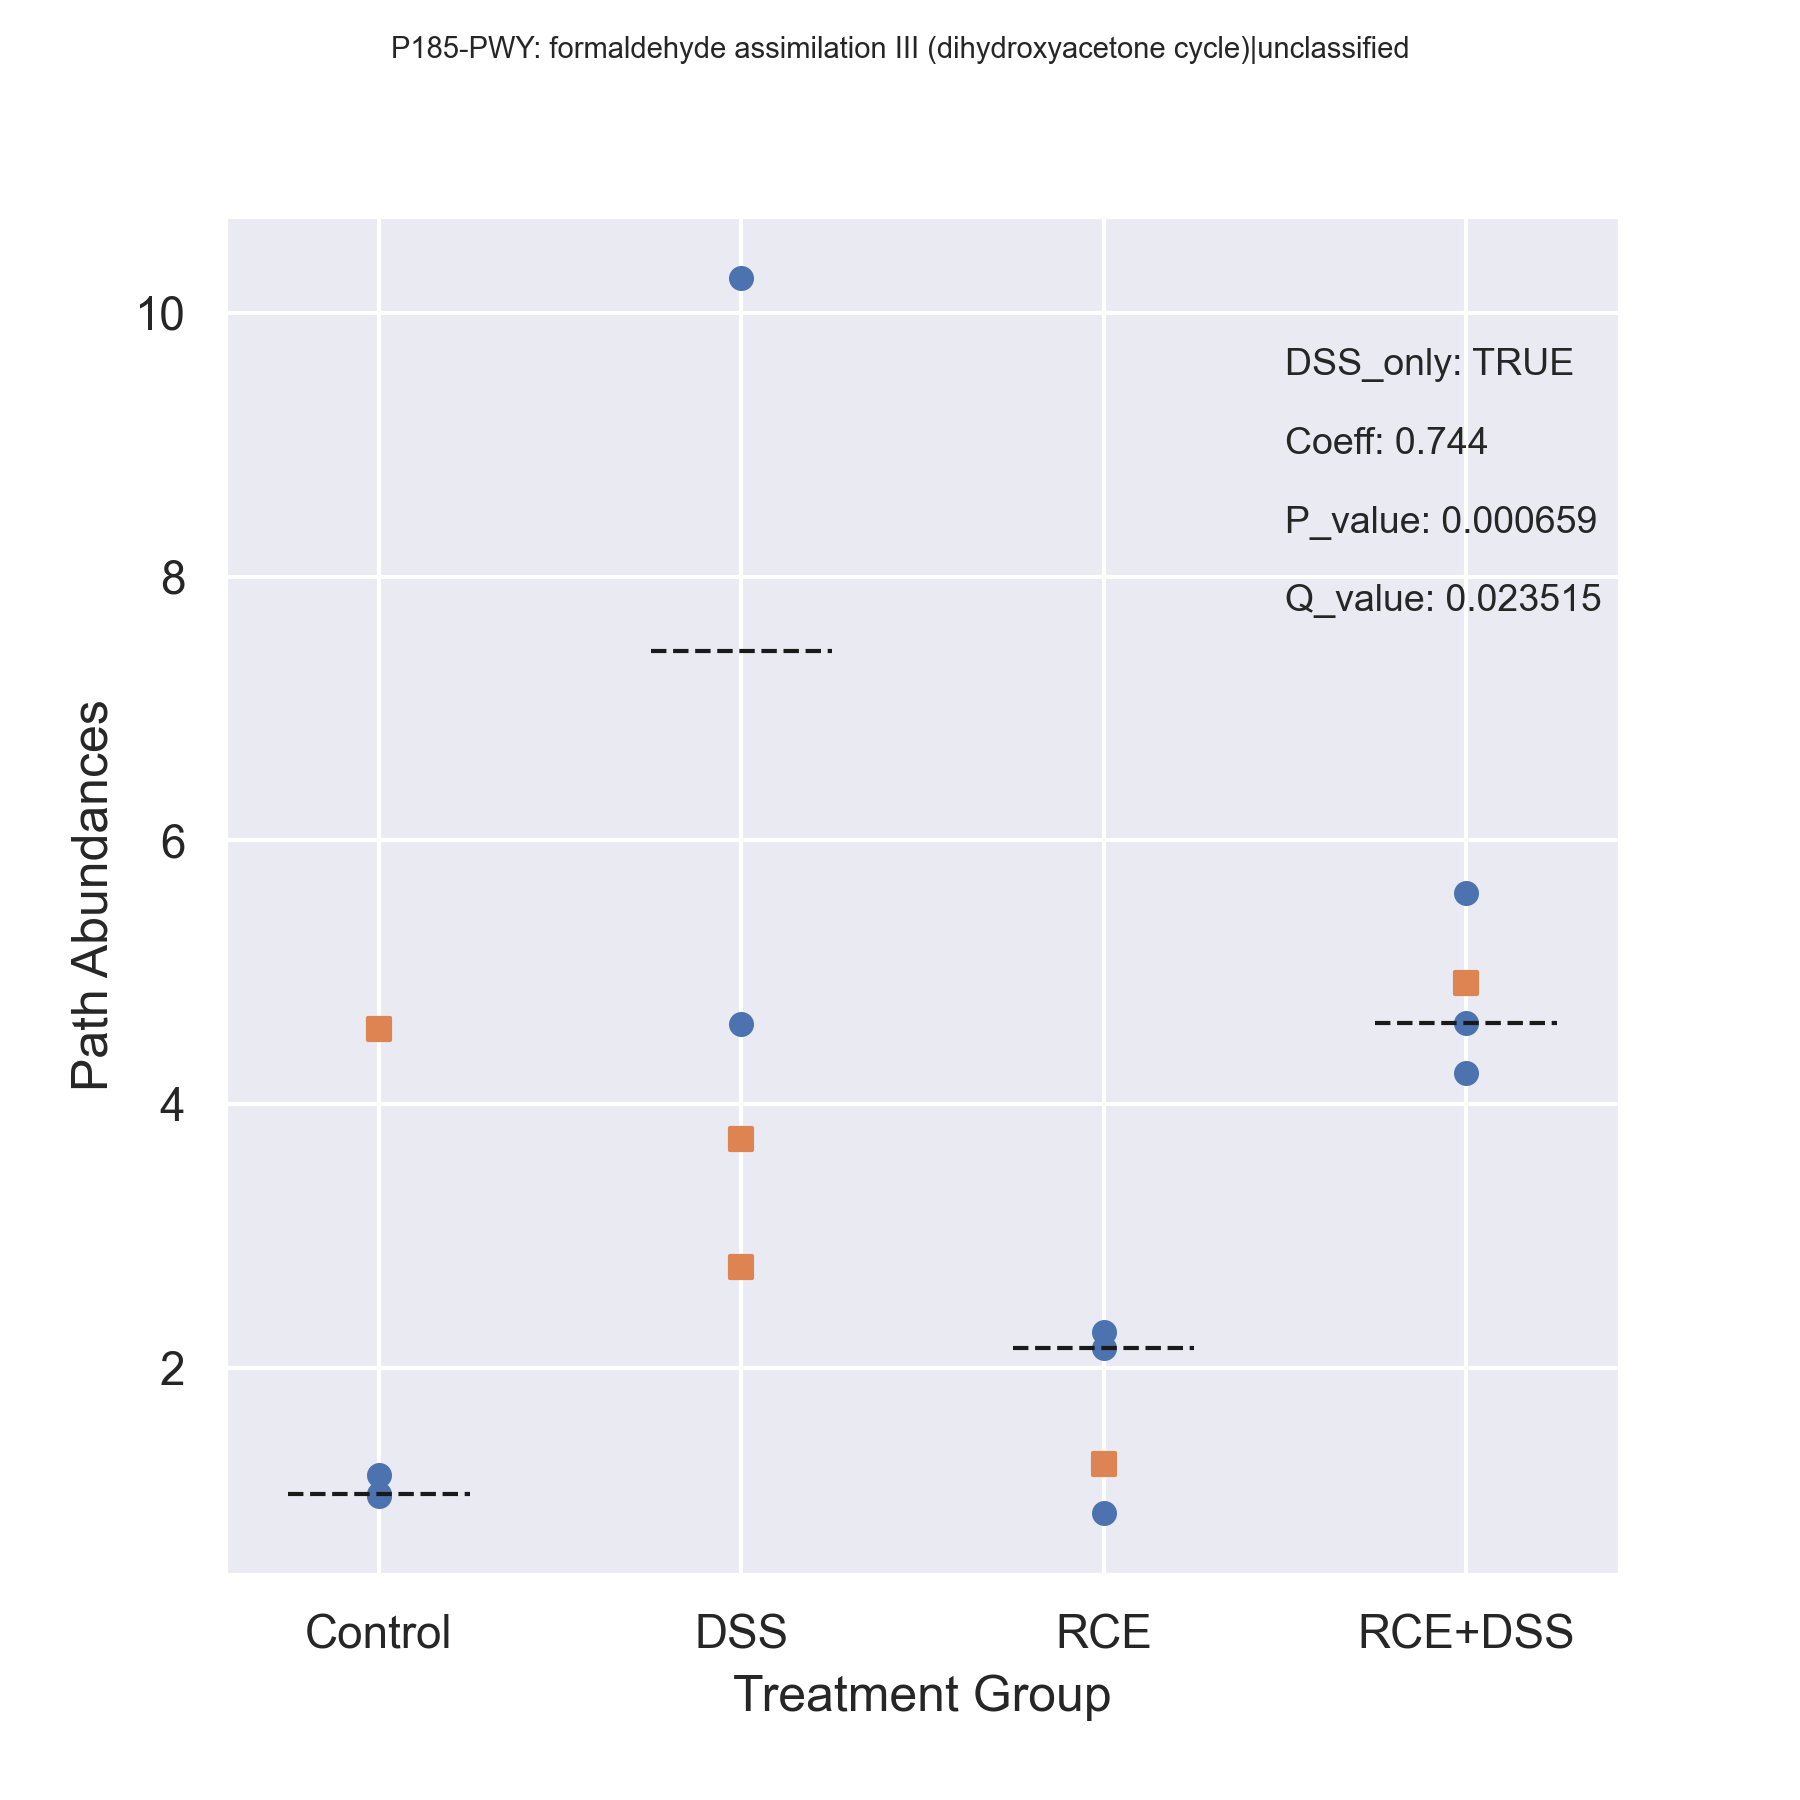 P185-PWY: formaldehyde assimilation III (dihydroxyacetone cycle)|unclassified
10
8
6
4
2
Path Abundances
DSS_only: TRUE
Coeff: 0.744
P_value: 0.000659
Q_value: 0.023515
Control DSS RCE RCE+DSS
Treatment Group